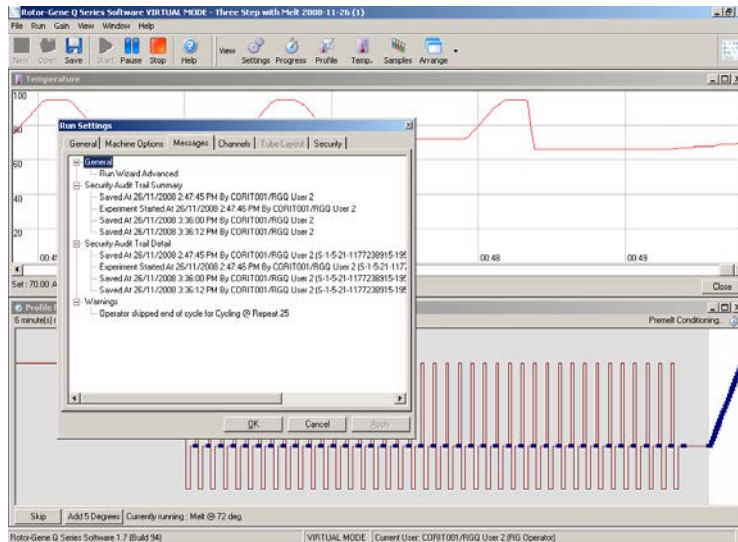 Rotor-Gene Q Series Software VIRTUAL MODE - Three Step with Melt 2008-11-26 (1)
File Run Gain View Window Help
New Open Save Start Pause Stop Help View Settings Progress Profile Temp. Samples Arrange
Temperature
100
80
60
40
20
00:48 00:49
Set : 70.00
Close
Run Settings
General Machine Options Messages Channels Tube Layout Security
General
Run Wizard Advanced
Security Audit Trail Summary
Saved At 26/11/2008 2:47:45 PM By CORIT001/RGQ User 2
Experiment Started At 26/11/2008 2:47:46 PM By CORIT001/RGQ User 2
Saved At 26/11/2008 3:36:00 PM By CORIT001/RGQ User 2
Saved At 26/11/2008 3:36:12 PM By CORIT001/RGQ User 2
Security Audit Trail Detail
Saved At 26/11/2008 2:47:45 PM By CORIT001/RGQ User 2 (S-1-5-21-1177238915-195
Experiment Started At 26/11/2008 2:47:46 PM By CORIT001/RGQ User 2 (S-1-5-21-117
Saved At 26/11/2008 3:36:00 PM By CORIT001/RGQ User 2 (S-1-5-21-1177238915-195
Saved At 26/11/2008 3:36:12 PM By CORIT001/RGQ User 2 (S-1-5-21-1177238915-195
Warnings
Operator skipped end of cycle for Cycling @ Repeat 25
OK Cancel Apply
Profile
6 minute(s)
Premelt Conditioning.
Skip Add 5 Degrees Currently running : Melt @ 72 deg.
Rotor-Gene Q Series Software 1.7 (Build 94) VIRTUAL MODE Current User: CORIT001/RGQ User 2 (RG Operator)